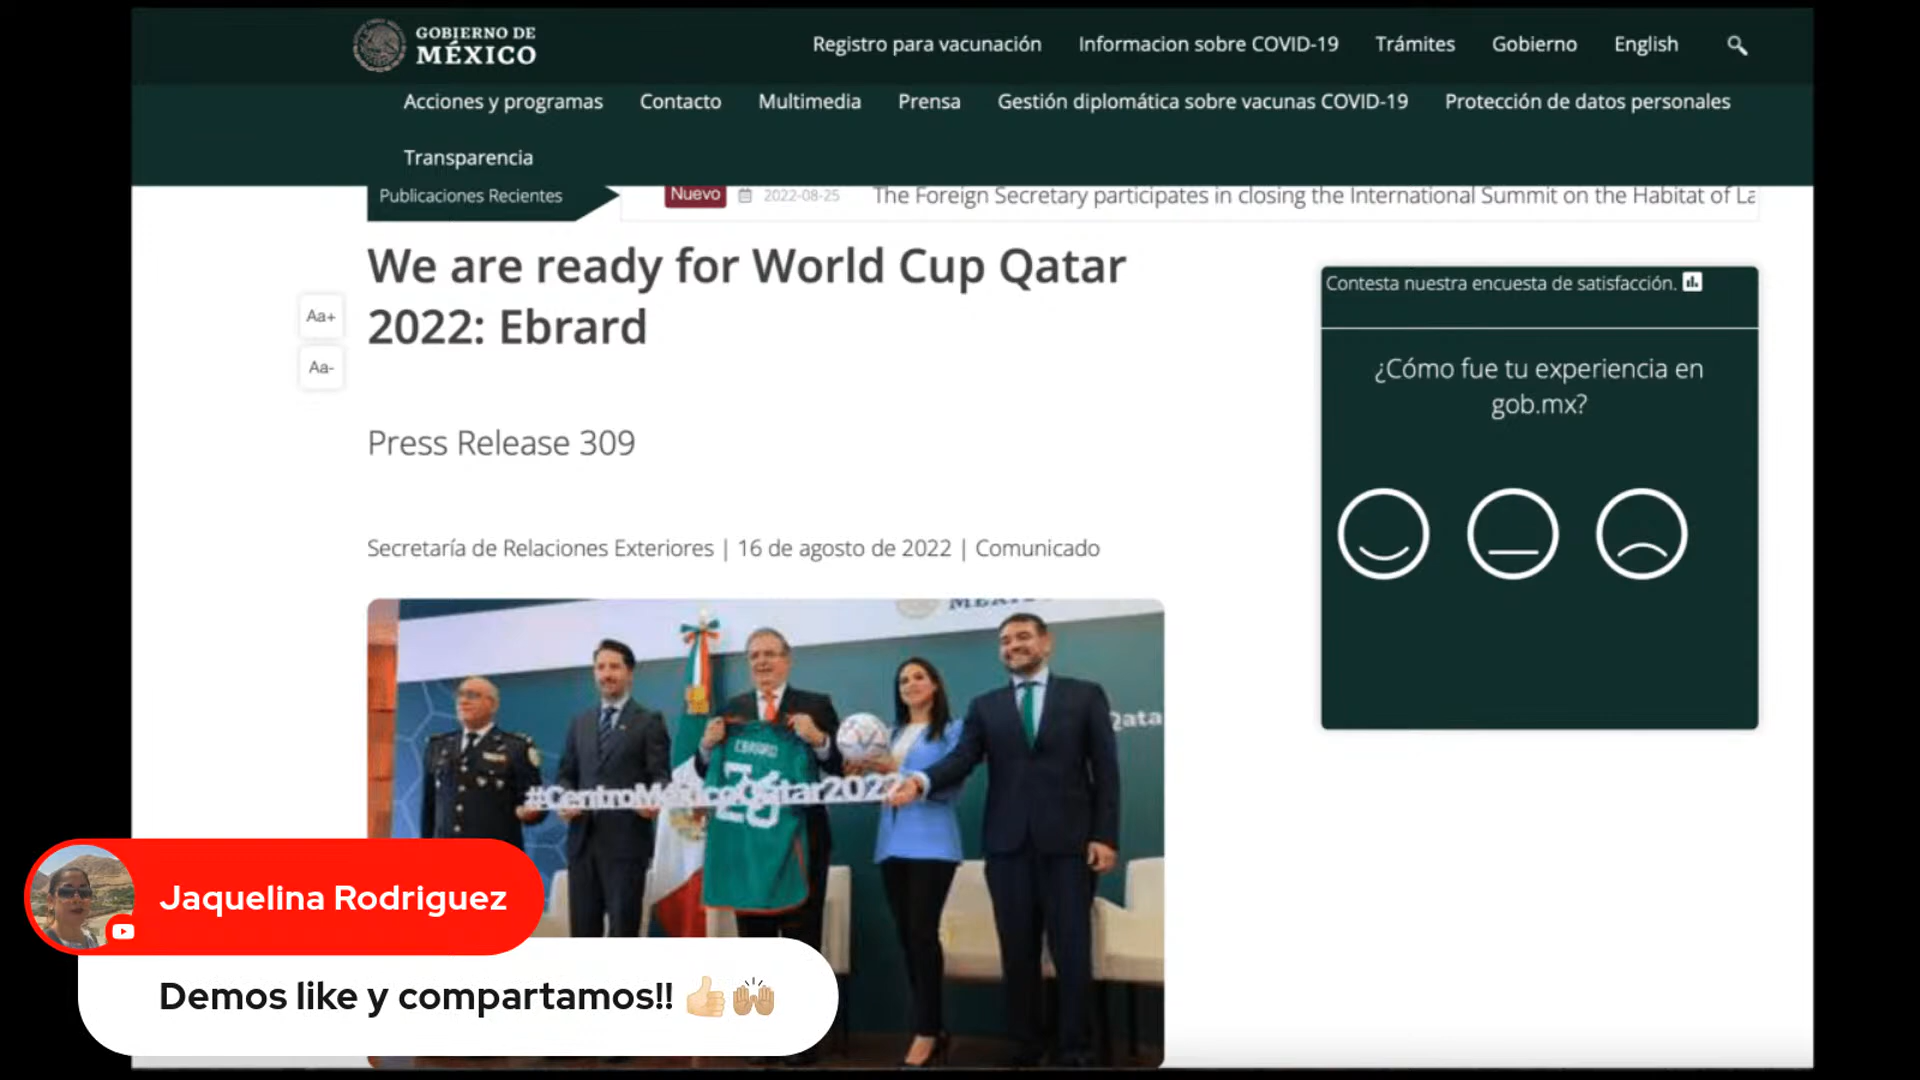 GOBIERNO DE
MÉXICO
Registro para vacunación
Informacion sobre COVID-19
Trámites
Gobierno
English
Acciones y programas
Contacto
Multimedia
Prensa
Gestión diplomática sobre vacunas COVID-19
Protección de datos personales
Transparencia
Publicaciones Recientes
Nuevo
2022-08-25
The Foreign Secretary participates in closing the International Summit on the Habitat of La
We are ready for World Cup Qatar
2022: Ebrard
Aa+
Aa-
Press Release 309
Secretaría de Relaciones Exteriores | 16 de agosto de 2022 | Comunicado
Contesta nuestra encuesta de satisfacción.
¿Cómo fue tu experiencia en
gob.mx?
MÉXICO
Qata
EBRARD
26
#CentroMéxicoQatar2022
Jaquelina Rodriguez
Demos like y compartamos!! 👍🏻🙌🏼